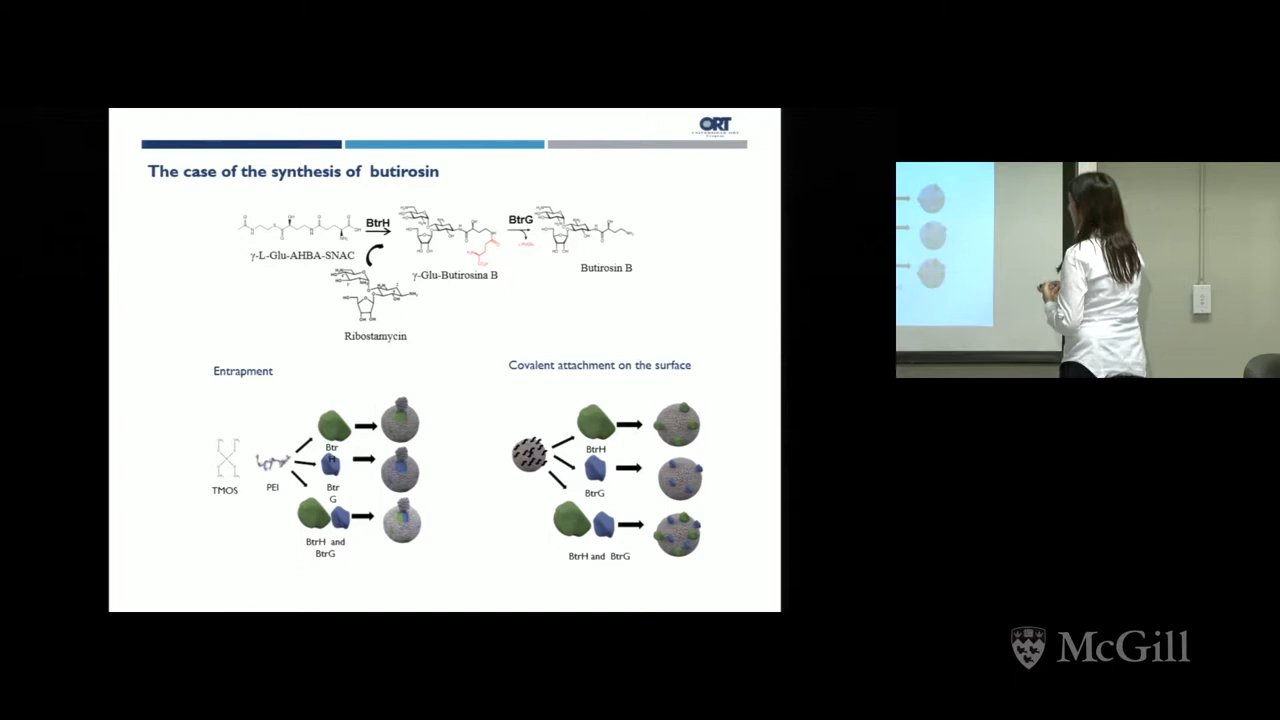 ORT
The case of the synthesis of butirosin
BtrH
BtrG
γ-L-Glu-AHBA-SNAC
γ-Glu-Butirosina B
Butirosin B
Ribostamycin
Entrapment
Covalent attachment on the surface
TMOS
PEI
Btr
H
Btr
G
BtrH and
BtrG
BtrH
BtrG
BtrH and BtrG
McGill